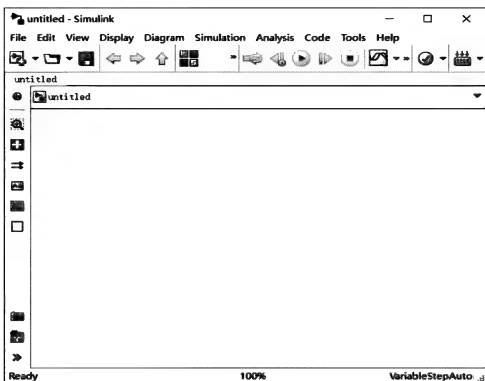 untitled - Simulink
File Edit View Display Diagram Simulation Analysis Code Tools Help
untitled
untitled
Ready 100% VariableStepAuto